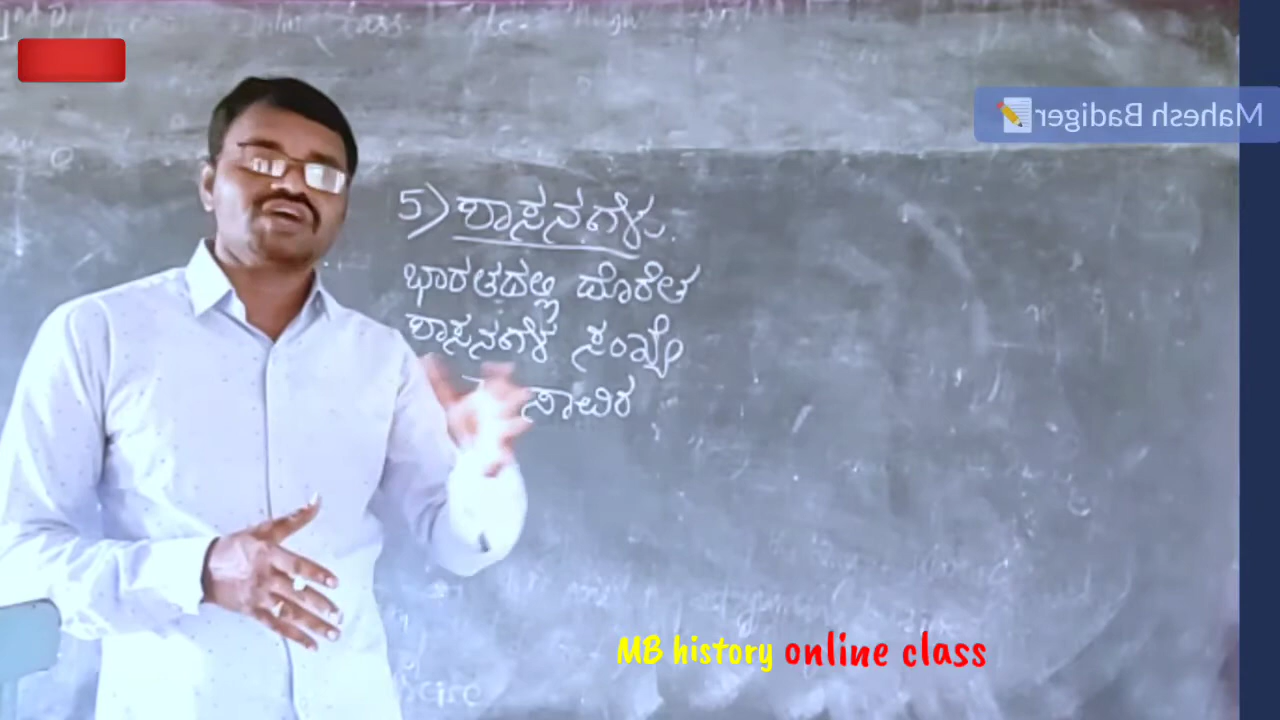 Mahesh Badiger
5) ಶಾಸನಗಳು.
ಭಾರತದಲ್ಲಿ ದೊರೆತ
ಶಾಸನಗಳ ಸಂಖ್ಯೆ
ಸಾವಿರ
MB history online class